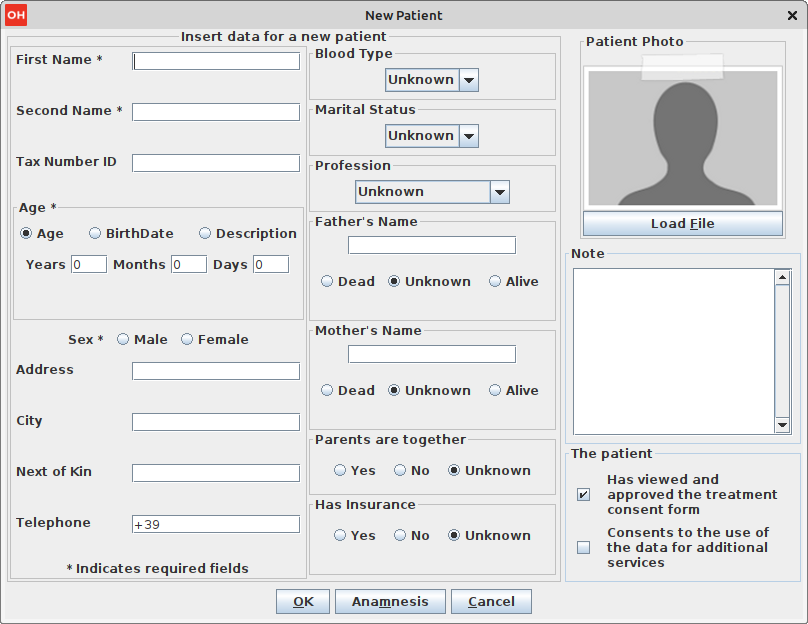 OH
New Patient
Insert data for a new patient
First Name *
Second Name *
Tax Number ID
Age *
Age BirthDate Description
Years 0 Months 0 Days 0
Sex * Male Female
Address
City
Next of Kin
Telephone +39
* Indicates required fields
Blood Type
Unknown
Marital Status
Unknown
Profession
Unknown
Father's Name
Dead Unknown Alive
Mother's Name
Dead Unknown Alive
Parents are together
Yes No Unknown
Has Insurance
Yes No Unknown
Patient Photo
Load File
Note
The patient
Has viewed and
approved the treatment
consent form
Consents to the use of
the data for additional
services
OK Anamnesis Cancel